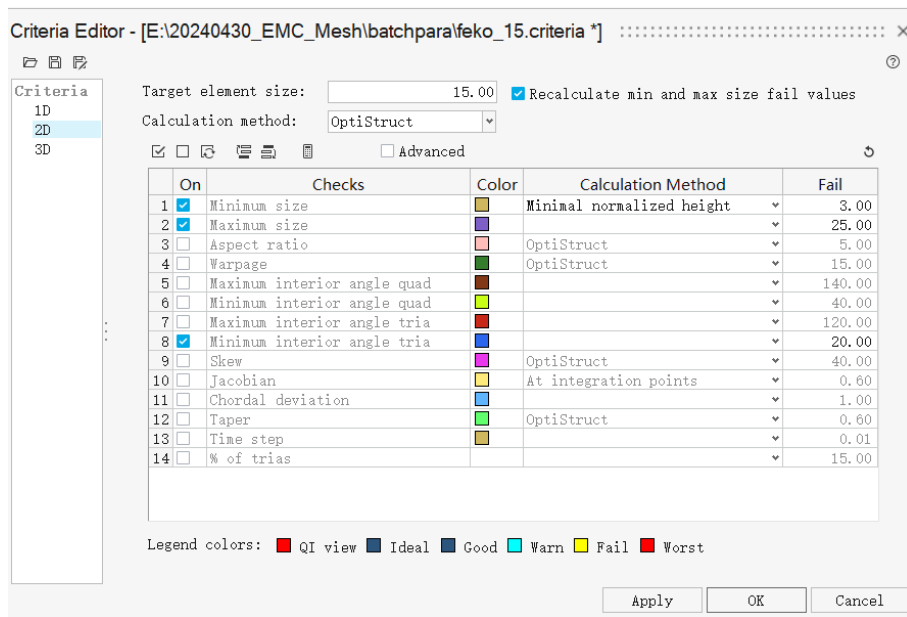 Criteria Editor - [E:\20240430_EMC_Mesh\batchpara\feko_15.criteria *]
Criteria
1D
2D
3D
Target element size: 15.00 Recalculate min and max size fail values
Calculation method: OptiStruct
Advanced
On Checks Color Calculation Method Fail
1 Minimum size Minimal normalized height 3.00
2 Maximum size 25.00
3 Aspect ratio OptiStruct 5.00
4 Warpage OptiStruct 15.00
5 Maximum interior angle quad 140.00
6 Minimum interior angle quad 40.00
7 Maximum interior angle tria 120.00
8 Minimum interior angle tria 20.00
9 Skew OptiStruct 40.00
10 Jacobian At integration points 0.60
11 Chordal deviation 1.00
12 Taper OptiStruct 0.60
13 Time step 0.01
14 % of trias 15.00
Legend colors: QI view Ideal Good Warn Fail Worst
Apply OK Cancel